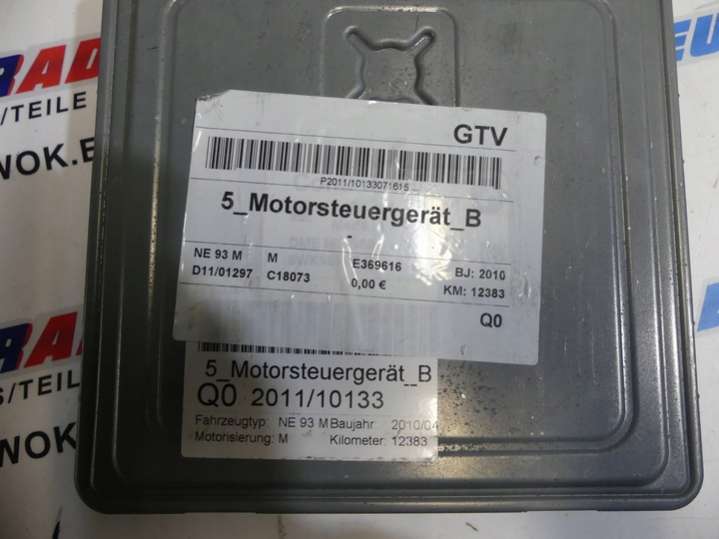 RAD
EU
S/TEILE
WOK.E
GTV
P2011/10133071615
5_Motorsteuergerät_B
-
NE 93 M M E369616 BJ: 2010
D11/01297 C18073 0,00 € KM: 12383
Q0
5_Motorsteuergerät_B
Q0 2011/10133
Fahrzeugtyp: NE 93 M Baujahr 2010/04
Motorisierung: M Kilometer: 12383
RAD
S/TEILE
WOK.E